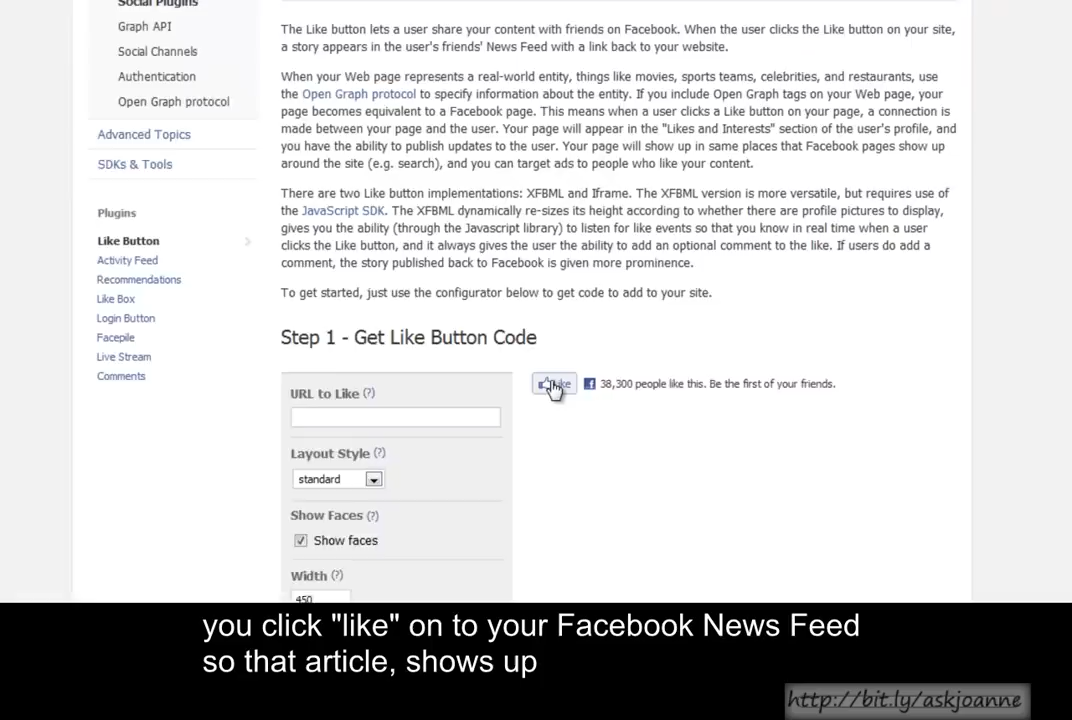 Social Plugins
Graph API
Social Channels
Authentication
Open Graph protocol
Advanced Topics
SDKs & Tools
Plugins
Like Button
Activity Feed
Recommendations
Like Box
Login Button
Facepile
Live Stream
Comments
The Like button lets a user share your content with friends on Facebook. When the user clicks the Like button on your site,
a story appears in the user's friends' News Feed with a link back to your website.
When your Web page represents a real-world entity, things like movies, sports teams, celebrities, and restaurants, use
the Open Graph protocol to specify information about the entity. If you include Open Graph tags on your Web page, your
page becomes equivalent to a Facebook page. This means when a user clicks a Like button on your page, a connection is
made between your page and the user. Your page will appear in the "Likes and Interests" section of the user's profile, and
you have the ability to publish updates to the user. Your page will show up in same places that Facebook pages show up
around the site (e.g. search), and you can target ads to people who like your content.
There are two Like button implementations: XFBML and Iframe. The XFBML version is more versatile, but requires use of
the JavaScript SDK. The XFBML dynamically re-sizes its height according to whether there are profile pictures to display,
gives you the ability (through the Javascript library) to listen for like events so that you know in real time when a user
clicks the Like button, and it always gives the user the ability to add an optional comment to the like. If users do add a
comment, the story published back to Facebook is given more prominence.
To get started, just use the configurator below to get code to add to your site.
Step 1 - Get Like Button Code
URL to Like (?)
Layout Style (?)
standard
Show Faces (?)
Show faces
Width (?)
450
38,300 people like this. Be the first of your friends.
you click "like" on to your Facebook News Feed
so that article, shows up
http://bit.ly/askjoanne